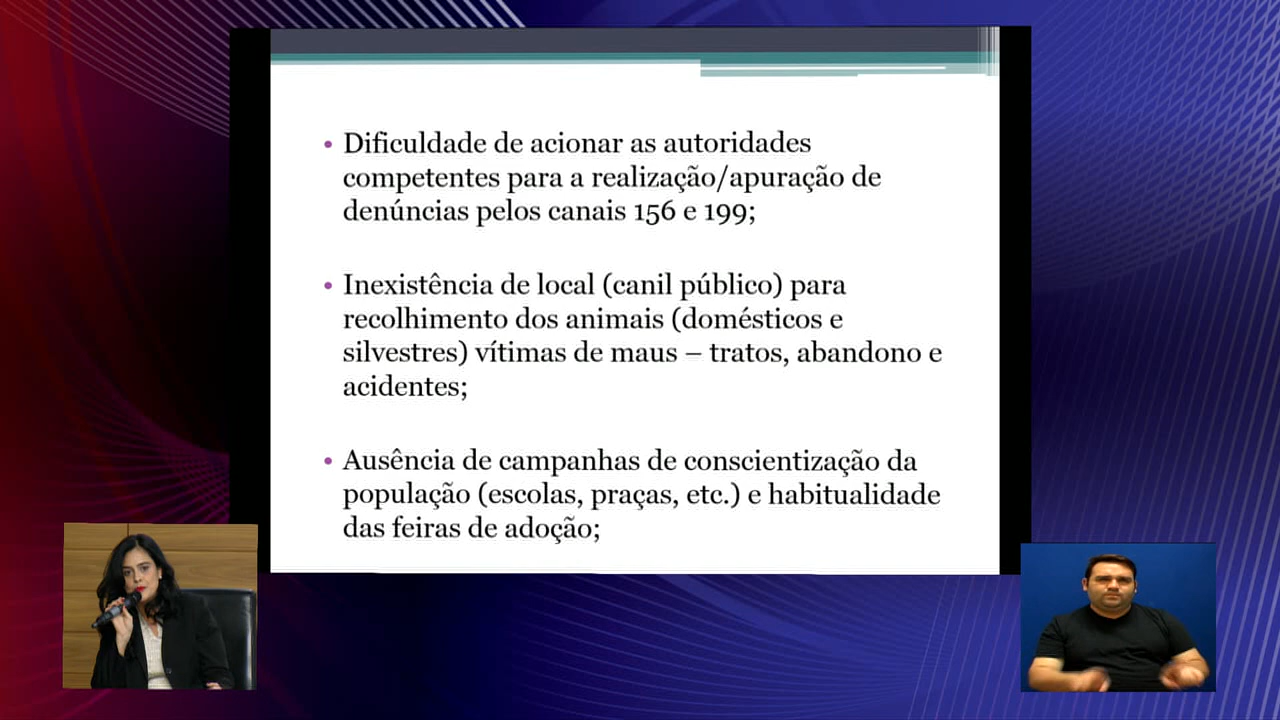 • Dificuldade de acionar as autoridades
competentes para a realização/apuração de
denúncias pelos canais 156 e 199;
• Inexistência de local (canil público) para
recolhimento dos animais (domésticos e
silvestres) vítimas de maus – tratos, abandono e
acidentes;
• Ausência de campanhas de conscientização da
população (escolas, praças, etc.) e habitualidade
das feiras de adoção;